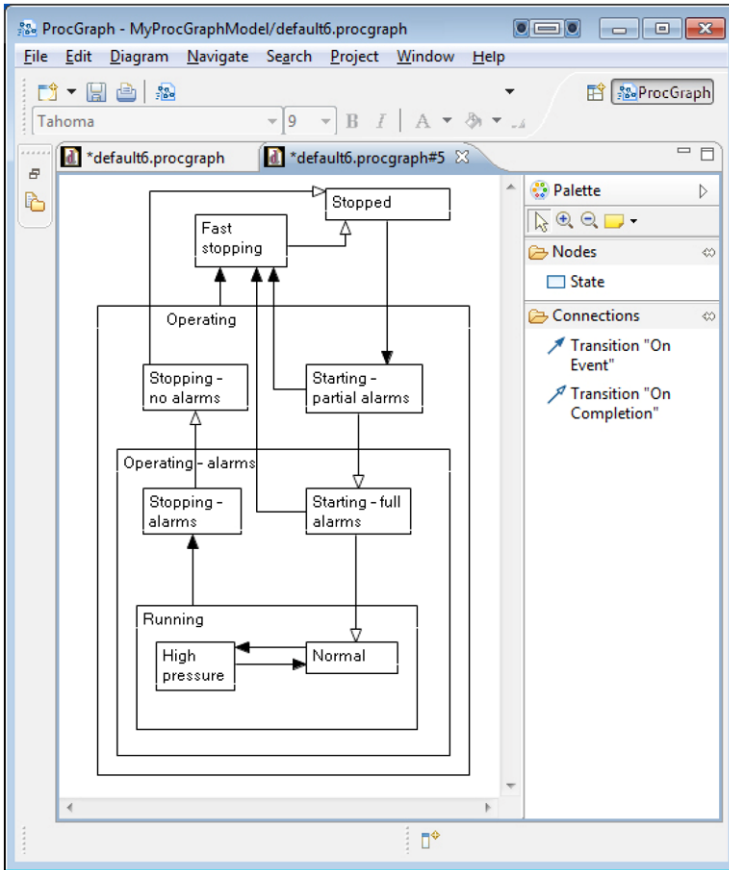 ProcGraph - MyProcGraphModel/default6.procgraph
File Edit Diagram Navigate Search Project Window Help
ProcGraph
Tahoma 9 B I A
*default6.procgraph *default6.procgraph#5
Palette
Nodes
State
Connections
Transition "On
Event"
Transition "On
Completion"
Stopped
Fast
stopping
Operating
Stopping -
no alarms
Starting -
partial alarms
Operating - alarms
Stopping -
alarms
Starting - full
alarms
Running
High
pressure
Normal